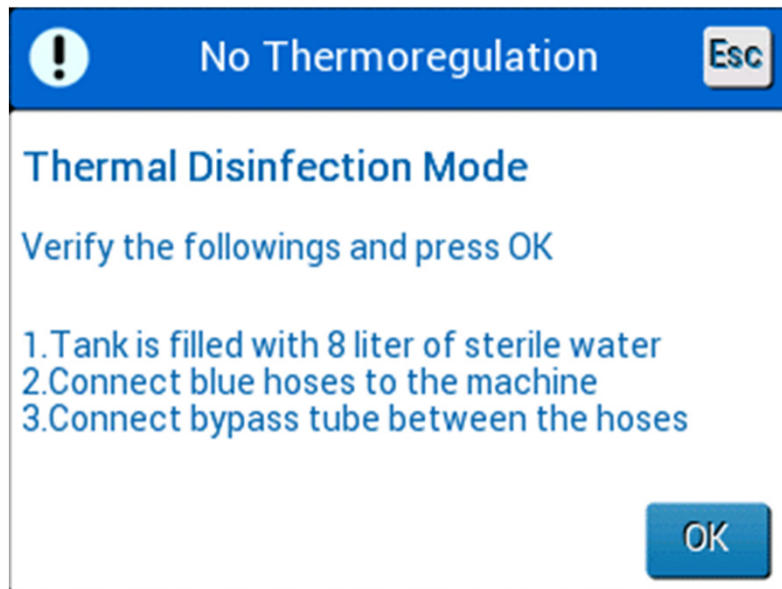 !
No Thermoregulation
Esc
Thermal Disinfection Mode
Verify the followings and press OK
1.Tank is filled with 8 liter of sterile water
2.Connect blue hoses to the machine
3.Connect bypass tube between the hoses
OK